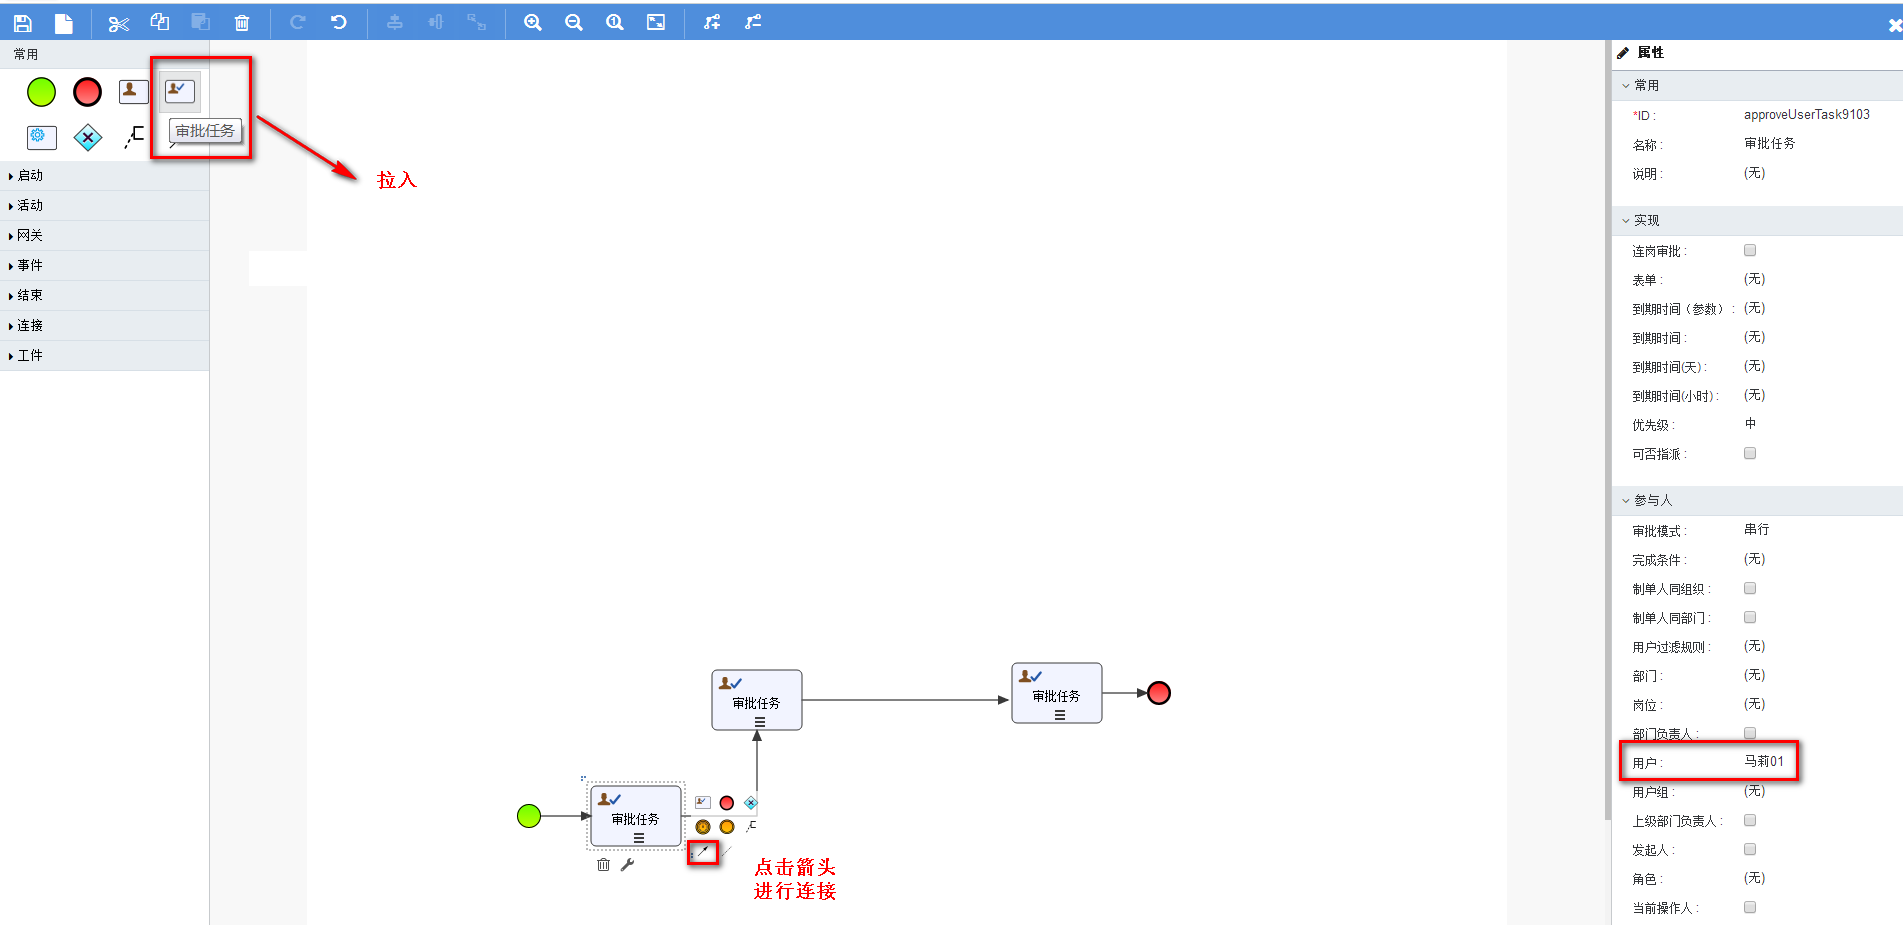 常用
审批任务
启动
活动
网关
事件
结束
连接
工件
拉入
审批任务
审批任务
审批任务
点击箭头
进行连接
属性
常用
*ID : approveUserTask9103
名称 : 审批任务
说明 : (无)
实现
连岗审批 :
表单 : (无)
到期时间（参数） : (无)
到期时间 : (无)
到期时间(天) : (无)
到期时间(小时) : (无)
优先级 : 中
可否指派 :
参与人
审批模式 : 串行
完成条件 : (无)
制单人同组织 :
制单人同部门 :
用户过滤规则 : (无)
部门 : (无)
岗位 : (无)
部门负责人 :
用户 : 马莉01
用户组 : (无)
上级部门负责人 :
发起人 :
角色 : (无)
当前操作人 :